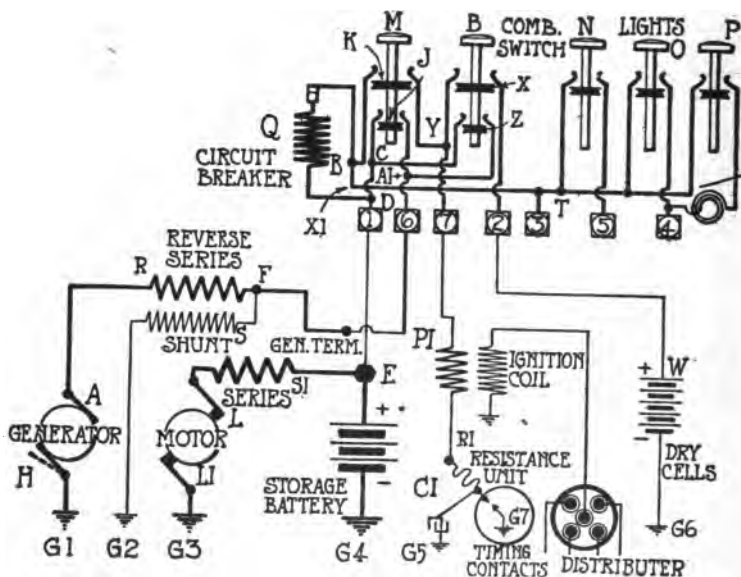 M B COMB. SWITCH N LIGHTS O P
K J X
Q Y Z
CIRCUIT BREAKER B C
A1+
X1 D T
1 6 7 2 3 5 4
REVERSE SERIES
R F
SHUNT S GEN. TERM. P1 IGNITION COIL
SERIES S1 E W
A L + +
GENERATOR MOTOR R1
H L1 RESISTANCE UNIT - DRY CELLS
STORAGE BATTERY - C1
G7 G6
G1 G2 G3 G4 G5 TIMING CONTACTS DISTRIBUTER